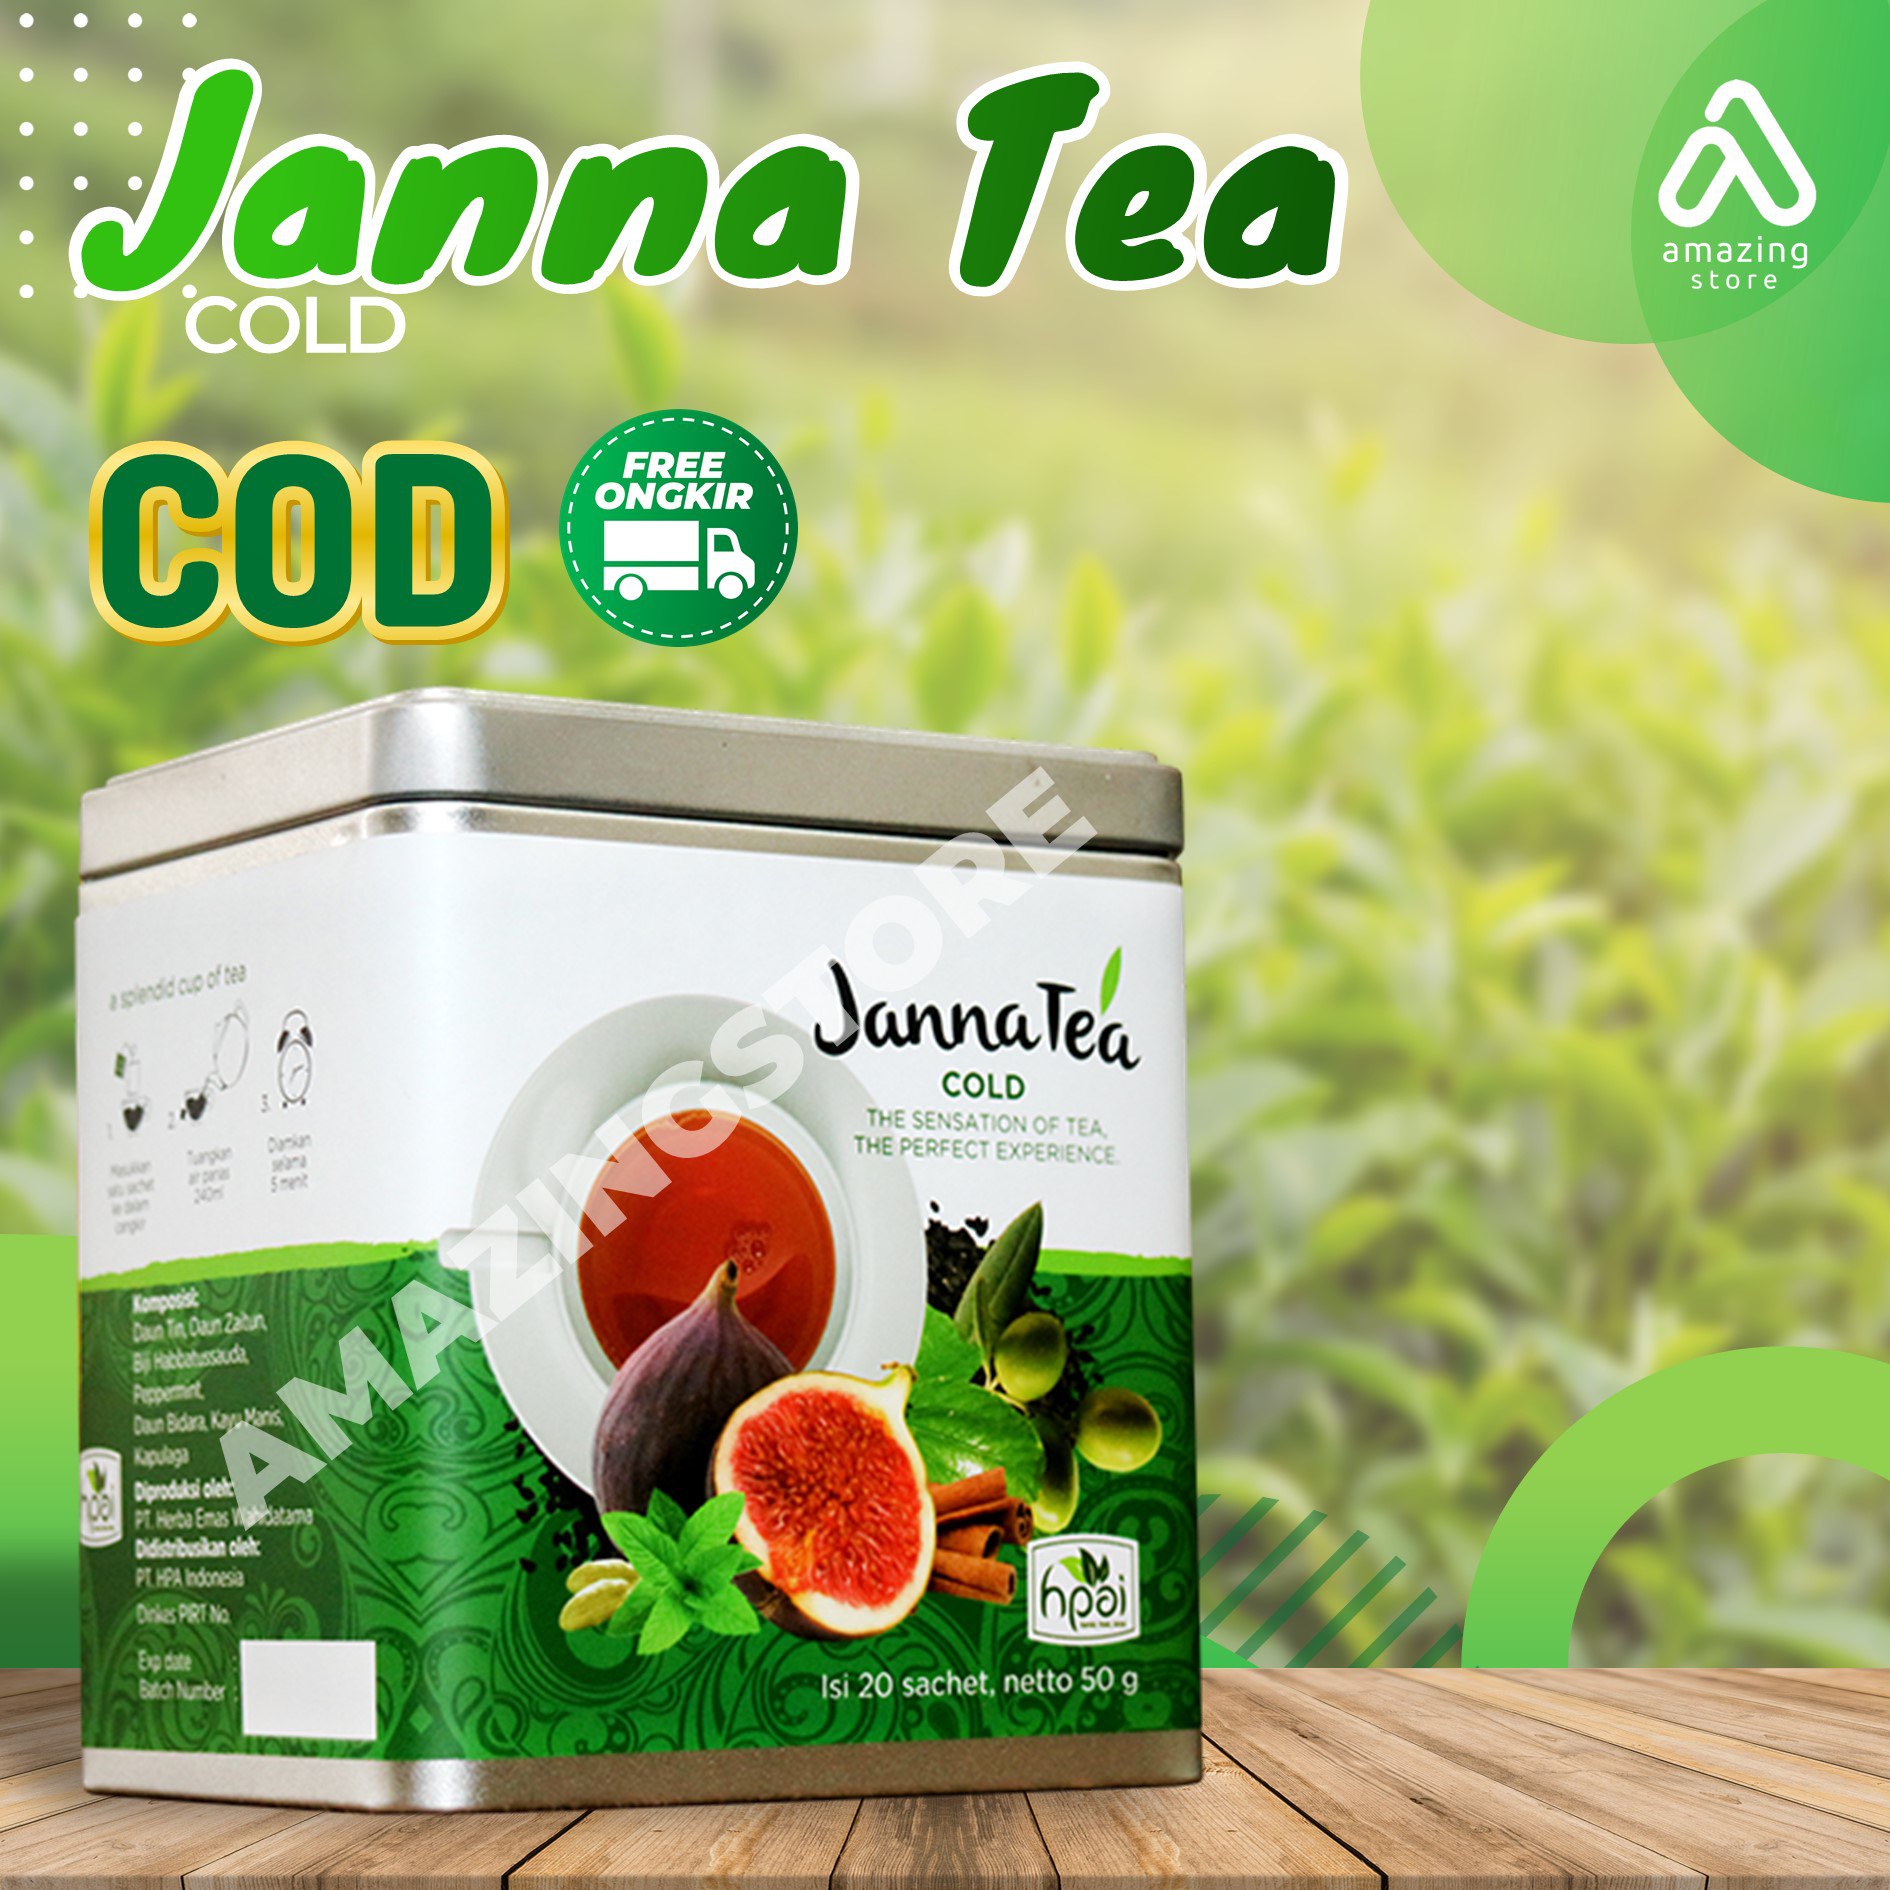 Janna Tea
COLD
amazing
store
COD
FREE
ONGKIR
AMAZINGSTORE
a splendid cup of tea
1.
2.
3.
Masukkan
satu sachet
ke dalam
cangkir
Tuangkan
air panas
240ml
Diamkan
selama
5 menit
JannaTea
COLD
THE SENSATION OF TEA,
THE PERFECT EXPERIENCE.
Komposisi:
Daun Tin, Daun Zaitun,
Biji Habbatussauda,
Peppermint,
Daun Bidara, Kayu Manis,
Kapulaga
Diproduksi oleh:
PT. Herba Emas Wahidatama
Didistribusikan oleh:
PT. HPA Indonesia
Dinkes PIRT No.
Exp date :
Batch Number :
hpai
hpai
Isi 20 sachet, netto 50 g